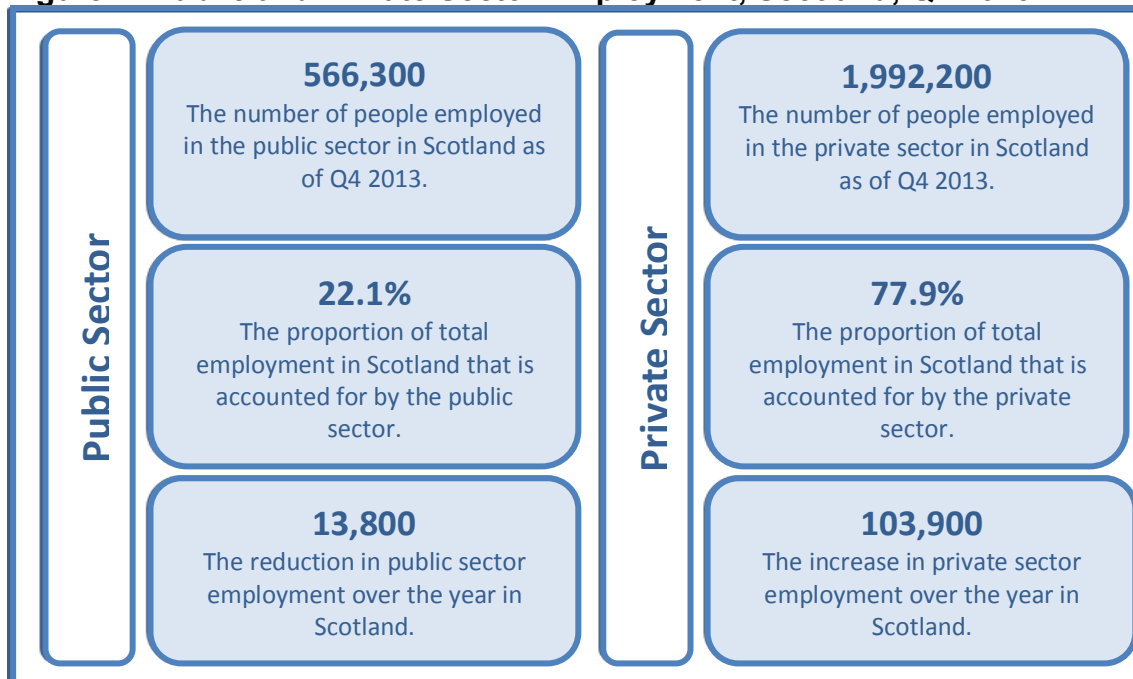 Sector Employment, Scotland,
Public Sector
566,300
The number of people employed
in the public sector in Scotland as
of Q4 2013.
22.1%
The proportion of total
employment in Scotland that is
accounted for by the public
sector.
13,800
The reduction in public sector
employment over the year in
Scotland.
Private Sector
1,992,200
The number of people employed
in the private sector in Scotland
as of Q4 2013.
77.9%
The proportion of total
employment in Scotland that is
accounted for by the private
sector.
103,900
The increase in private sector
employment over the year in
Scotland.